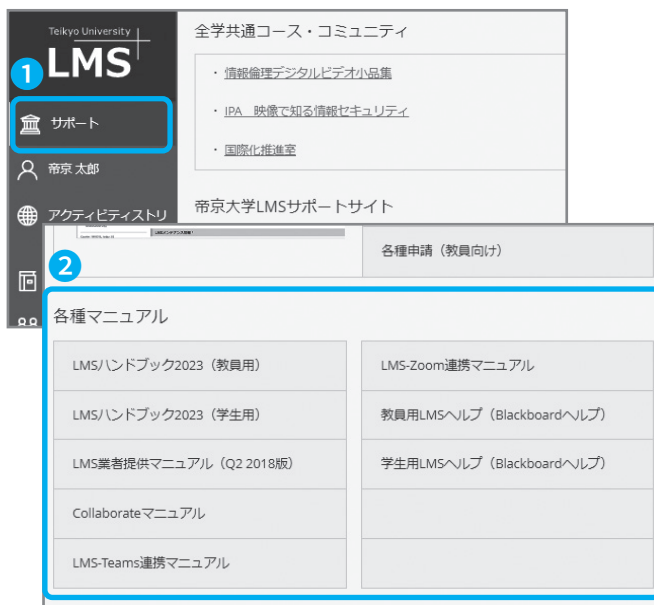 Teikyo University
LMS
1
サポート
帝京 太郎
アクティビティストリ
全学共通コース・コミュニティ
・ 情報倫理デジタルビデオ小品集
・ IPA 映像で知る情報セキュリティ
・ 国際化推進室
帝京大学LMSサポートサイト
2
各種申請（教員向け）
各種マニュアル
LMSハンドブック2023（教員用）
LMS-Zoom連携マニュアル
LMSハンドブック2023（学生用）
教員用LMSヘルプ（Blackboardヘルプ）
LMS業者提供マニュアル（Q2 2018版）
学生用LMSヘルプ（Blackboardヘルプ）
Collaborateマニュアル
LMS-Teams連携マニュアル